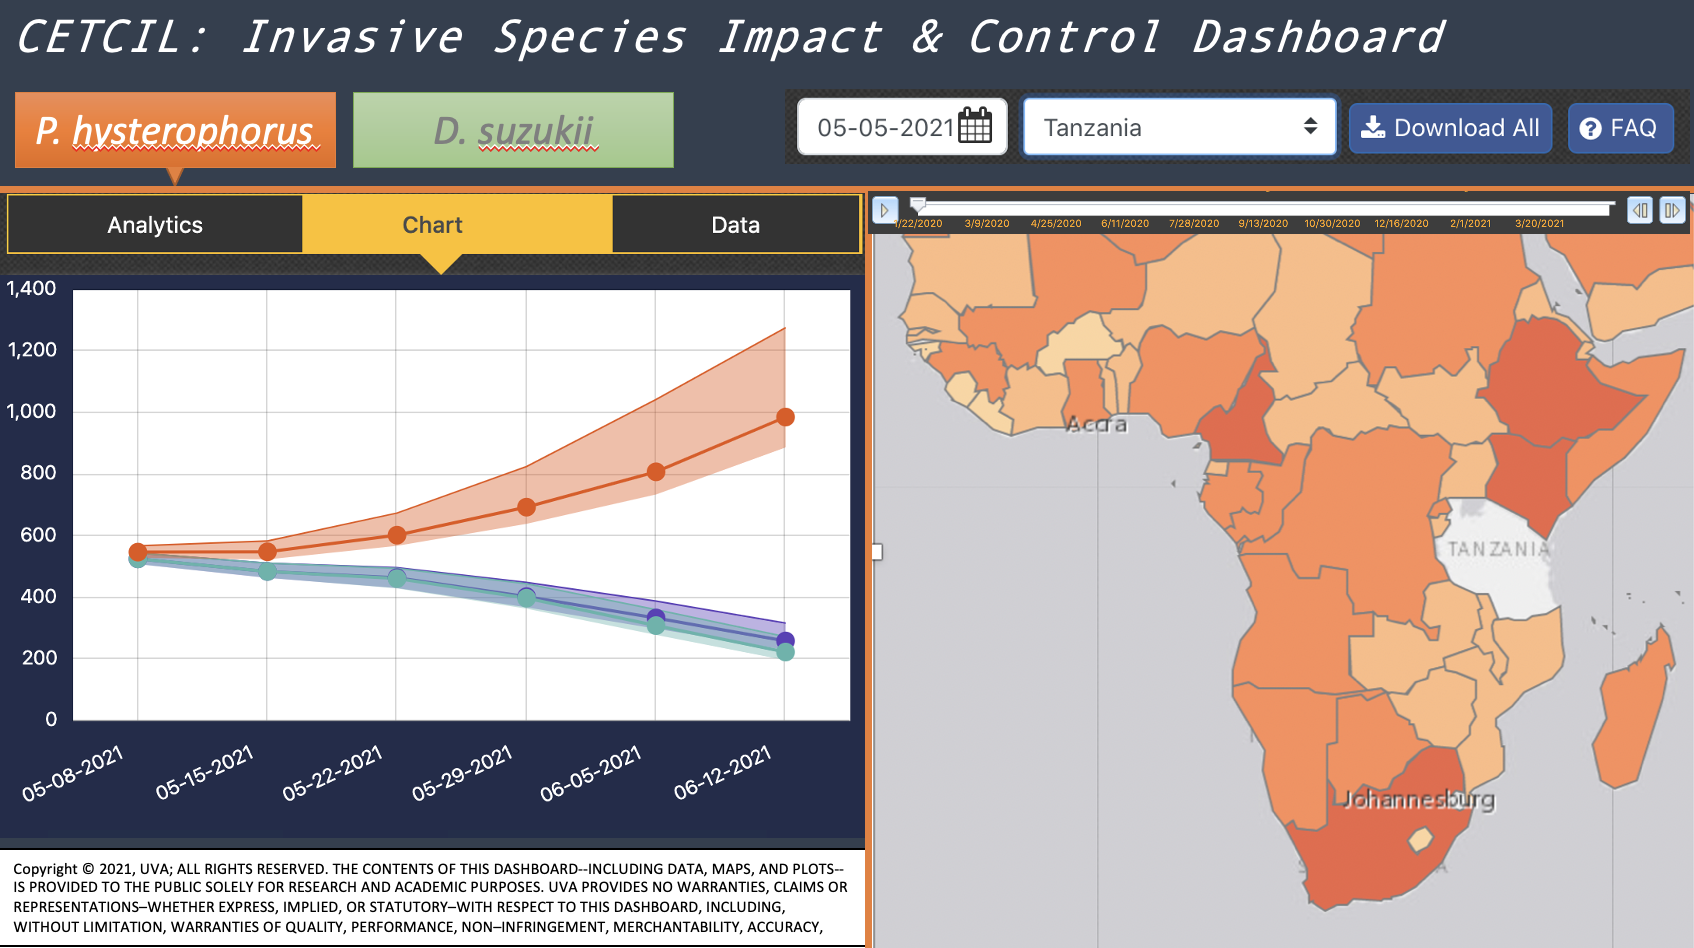 CETCIL: Invasive Species Impact & Control Dashboard
P. hysterophorus
D. suzukii
05-05-2021
Tanzania
Download All
FAQ
Analytics
Chart
Data
1/22/2020 3/9/2020 4/25/2020 6/11/2020 7/28/2020 9/13/2020 10/30/2020 12/16/2020 2/1/2021 3/20/2021
1,400
1,200
1,000
800
600
400
200
0
05-08-2021
05-15-2021
05-22-2021
05-29-2021
06-05-2021
06-12-2021
Accra
TANZANIA
Johannesburg
Copyright © 2021, UVA; ALL RIGHTS RESERVED. THE CONTENTS OF THIS DASHBOARD--INCLUDING DATA, MAPS, AND PLOTS--
IS PROVIDED TO THE PUBLIC SOLELY FOR RESEARCH AND ACADEMIC PURPOSES. UVA PROVIDES NO WARRANTIES, CLAIMS OR
REPRESENTATIONS–WHETHER EXPRESS, IMPLIED, OR STATUTORY–WITH RESPECT TO THIS DASHBOARD, INCLUDING,
WITHOUT LIMITATION, WARRANTIES OF QUALITY, PERFORMANCE, NON–INFRINGEMENT, MERCHANTABILITY, ACCURACY,